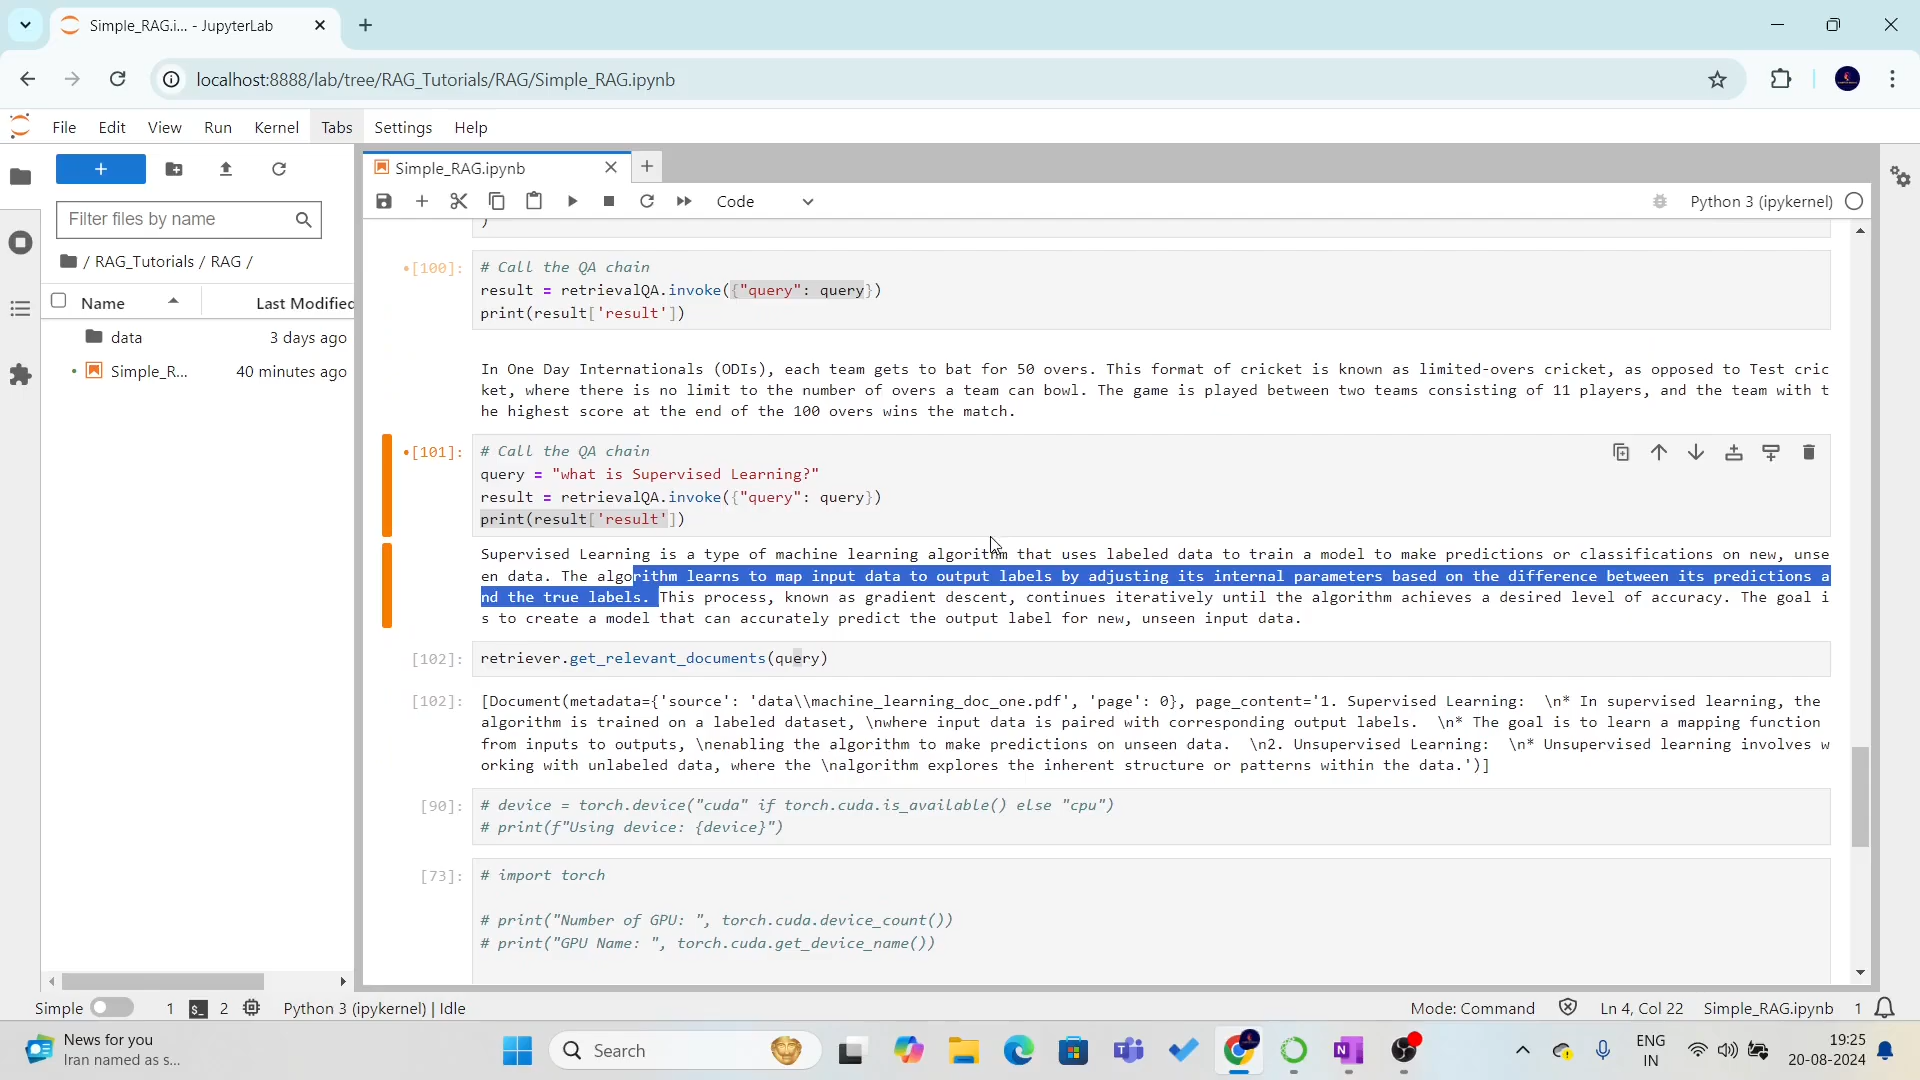 Simple_RAG.i... - JupyterLab
localhost:8888/lab/tree/RAG_Tutorials/RAG/Simple_RAG.ipynb
File Edit View Run Kernel Tabs Settings Help
Simple_RAG.ipynb
Code
Python 3 (ipykernel)
Filter files by name
/ RAG_Tutorials / RAG /
Name Last Modified
data 3 days ago
Simple_R... 40 minutes ago
)
[100]: # Call the QA chain
result = retrievalQA.invoke({"query": query})
print(result['result'])
In One Day Internationals (ODIs), each team gets to bat for 50 overs. This format of cricket is known as limited-overs cricket, as opposed to Test cric
ket, where there is no limit to the number of overs a team can bowl. The game is played between two teams consisting of 11 players, and the team with t
he highest score at the end of the 100 overs wins the match.
[101]: # Call the QA chain
query = "what is Supervised Learning?"
result = retrievalQA.invoke({"query": query})
print(result['result'])
Supervised Learning is a type of machine learning algorithm that uses labeled data to train a model to make predictions or classifications on new, unse
en data. The algorithm learns to map input data to output labels by adjusting its internal parameters based on the difference between its predictions a
nd the true labels. This process, known as gradient descent, continues iteratively until the algorithm achieves a desired level of accuracy. The goal i
s to create a model that can accurately predict the output label for new, unseen input data.
[102]: retriever.get_relevant_documents(query)
[102]: [Document(metadata={'source': 'data\\machine_learning_doc_one.pdf', 'page': 0}, page_content='1. Supervised Learning:  \n* In supervised learning, the
algorithm is trained on a labeled dataset, \nwhere input data is paired with corresponding output labels.  \n* The goal is to learn a mapping function
from inputs to outputs, \nenabling the algorithm to make predictions on unseen data.  \n2. Unsupervised Learning:  \n* Unsupervised learning involves w
orking with unlabeled data, where the \nalgorithm explores the inherent structure or patterns within the data.')]
[90]: # device = torch.device("cuda" if torch.cuda.is_available() else "cpu")
# print(f"Using device: {device}")
[73]: # import torch
# print("Number of GPU: ", torch.cuda.device_count())
# print("GPU Name: ", torch.cuda.get_device_name())
Simple 1 $_ 2 Python 3 (ipykernel) | Idle
Mode: Command Ln 4, Col 22 Simple_RAG.ipynb 1
News for you
Iran named as s...
Search
ENG
IN
19:25
20-08-2024